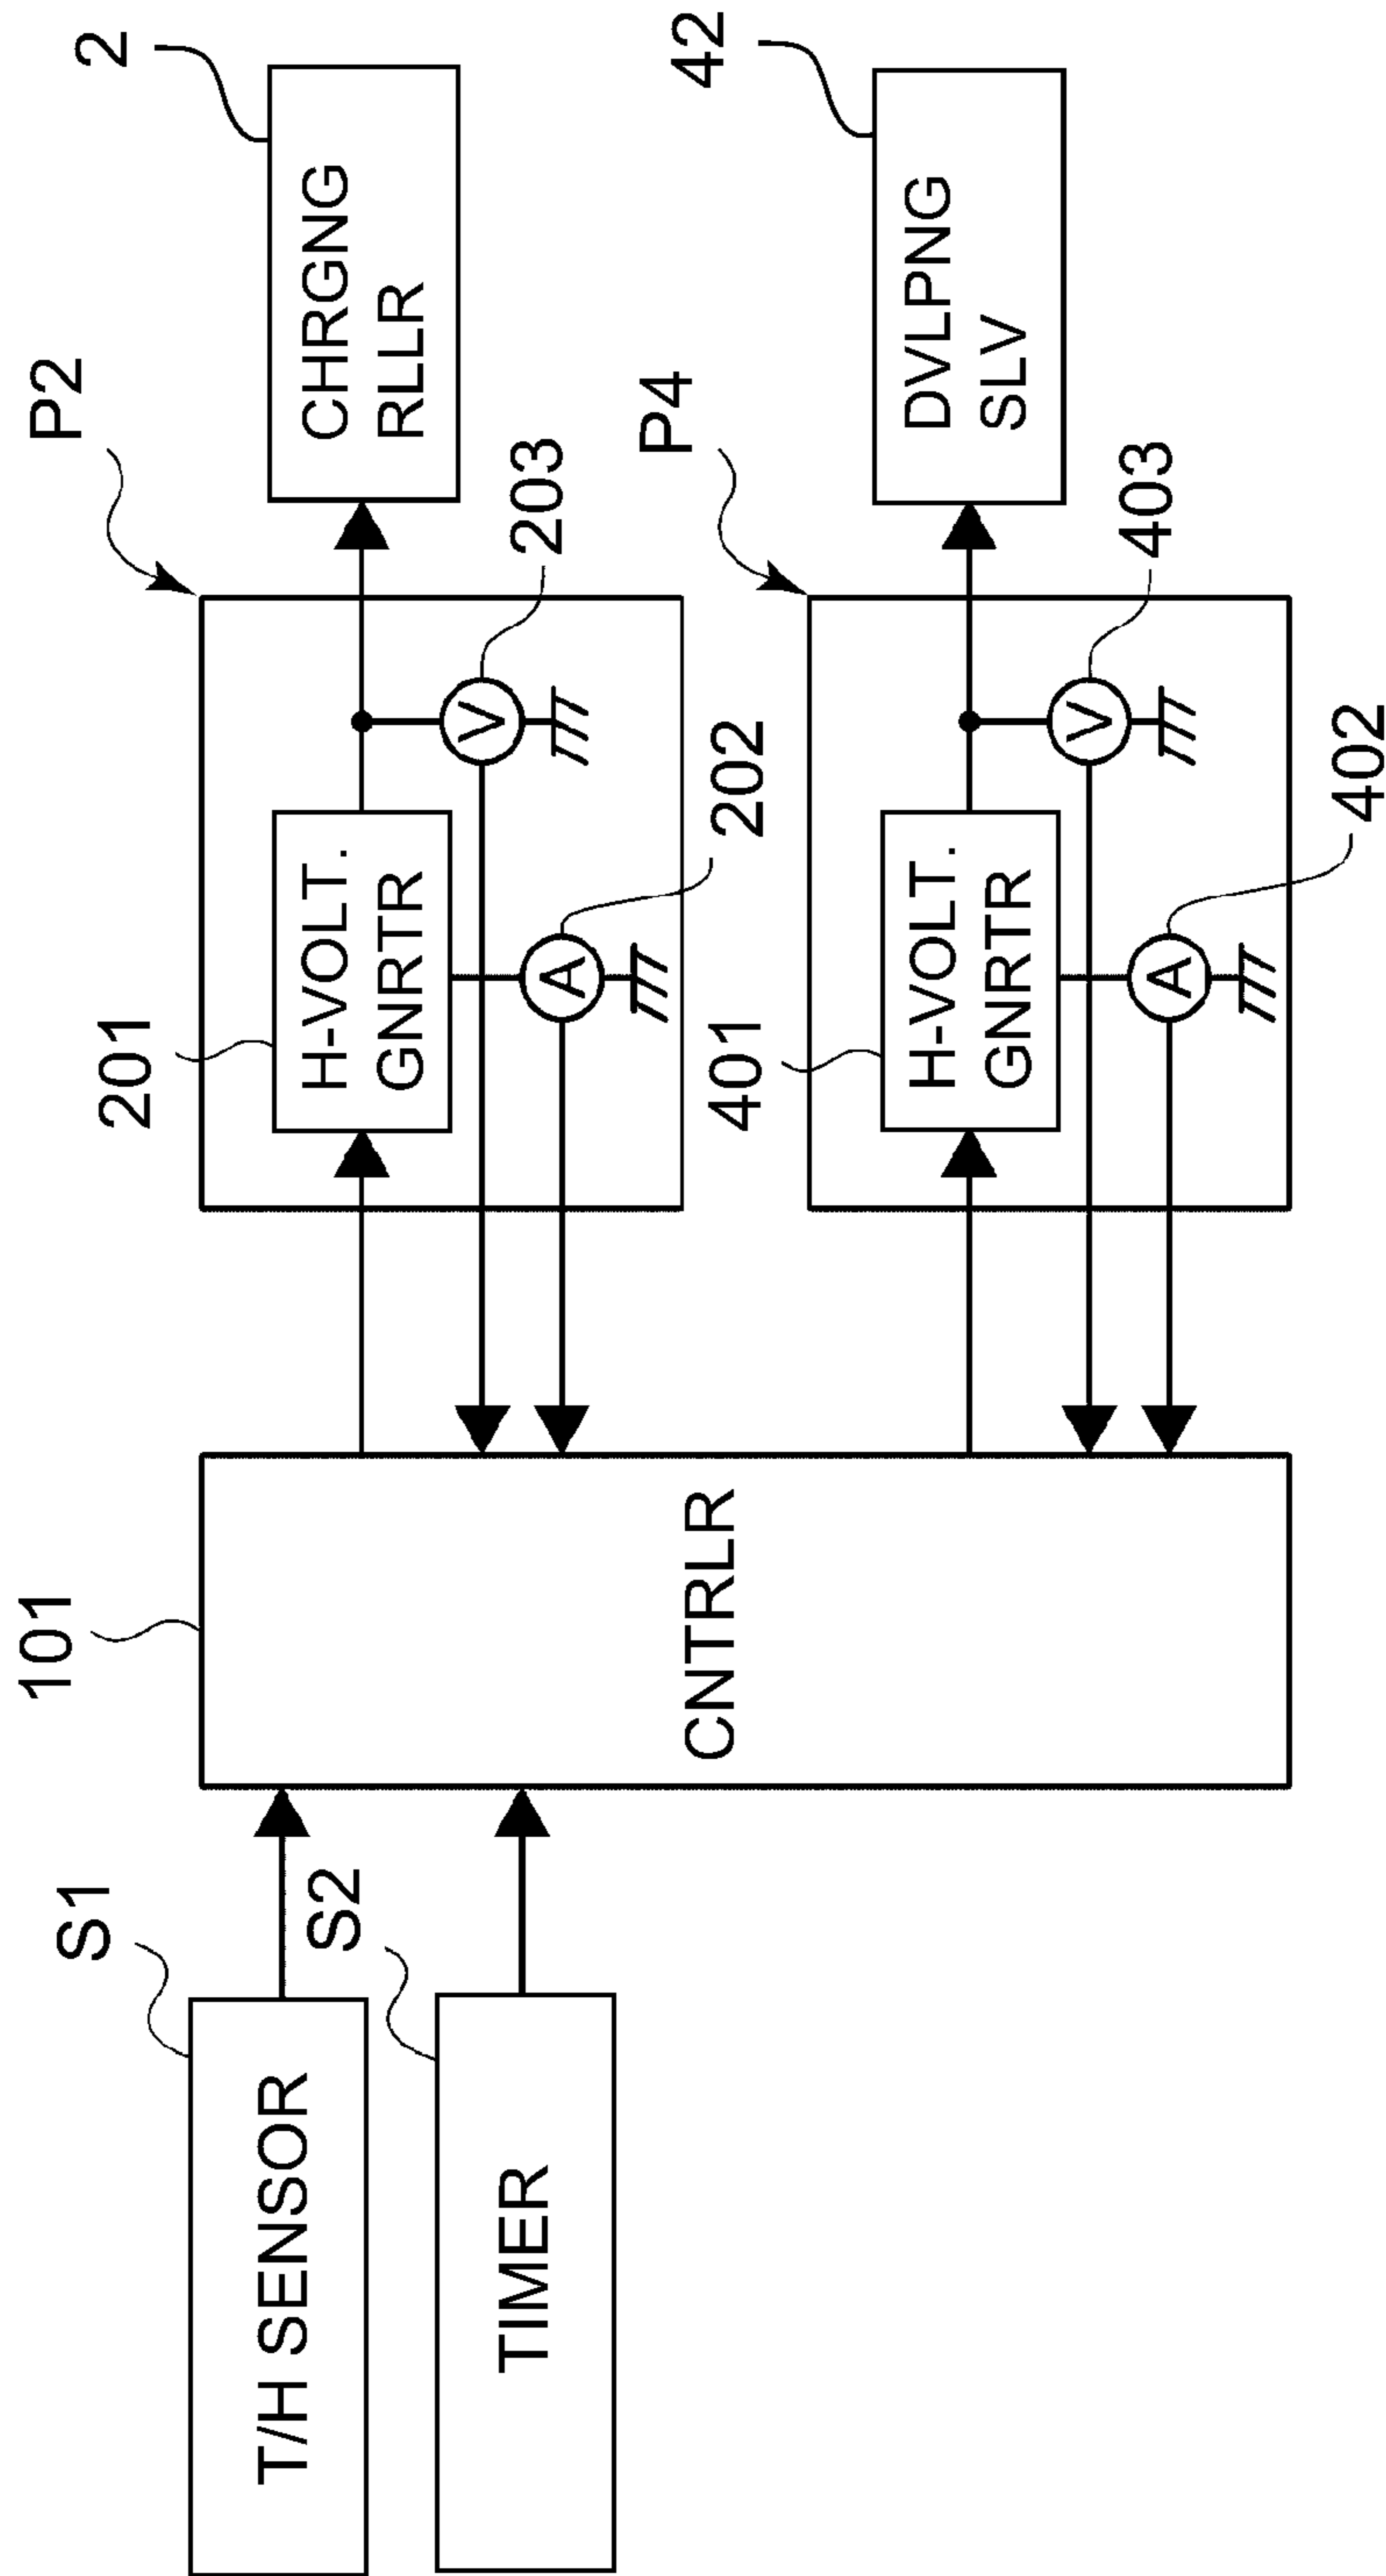 S1
T/H SENSOR
S2
TIMER
101
CNTRLR
P2
201
H-VOLT.
GNRTR
V
203
A
202
2
CHRGNG
RLLR
P4
401
H-VOLT.
GNRTR
V
403
A
402
42
DVLPNG
SLV